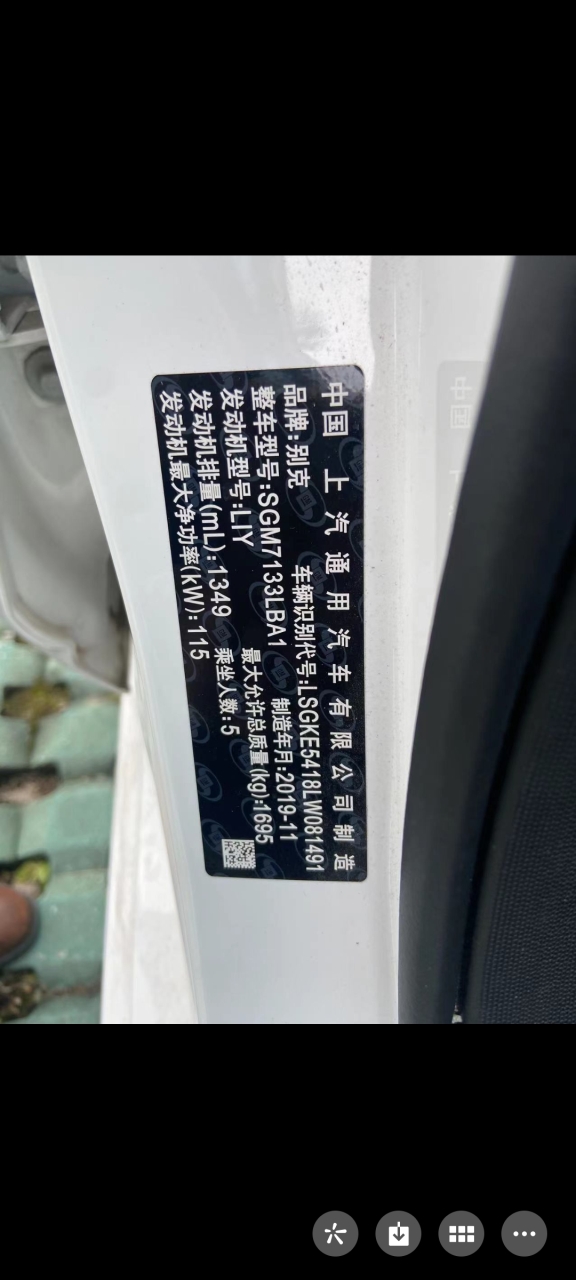 中国 上汽通用汽车有限公司制造
品牌:别克 车辆识别代号:LSGKE5418LW081491
整车型号:SGM7133LBA1 制造年月:2019-11
发动机型号:LIY 最大允许总质量(kg):1695
发动机排量(mL):1349 乘坐人数:5
发动机最大净功率(kW):115
中国